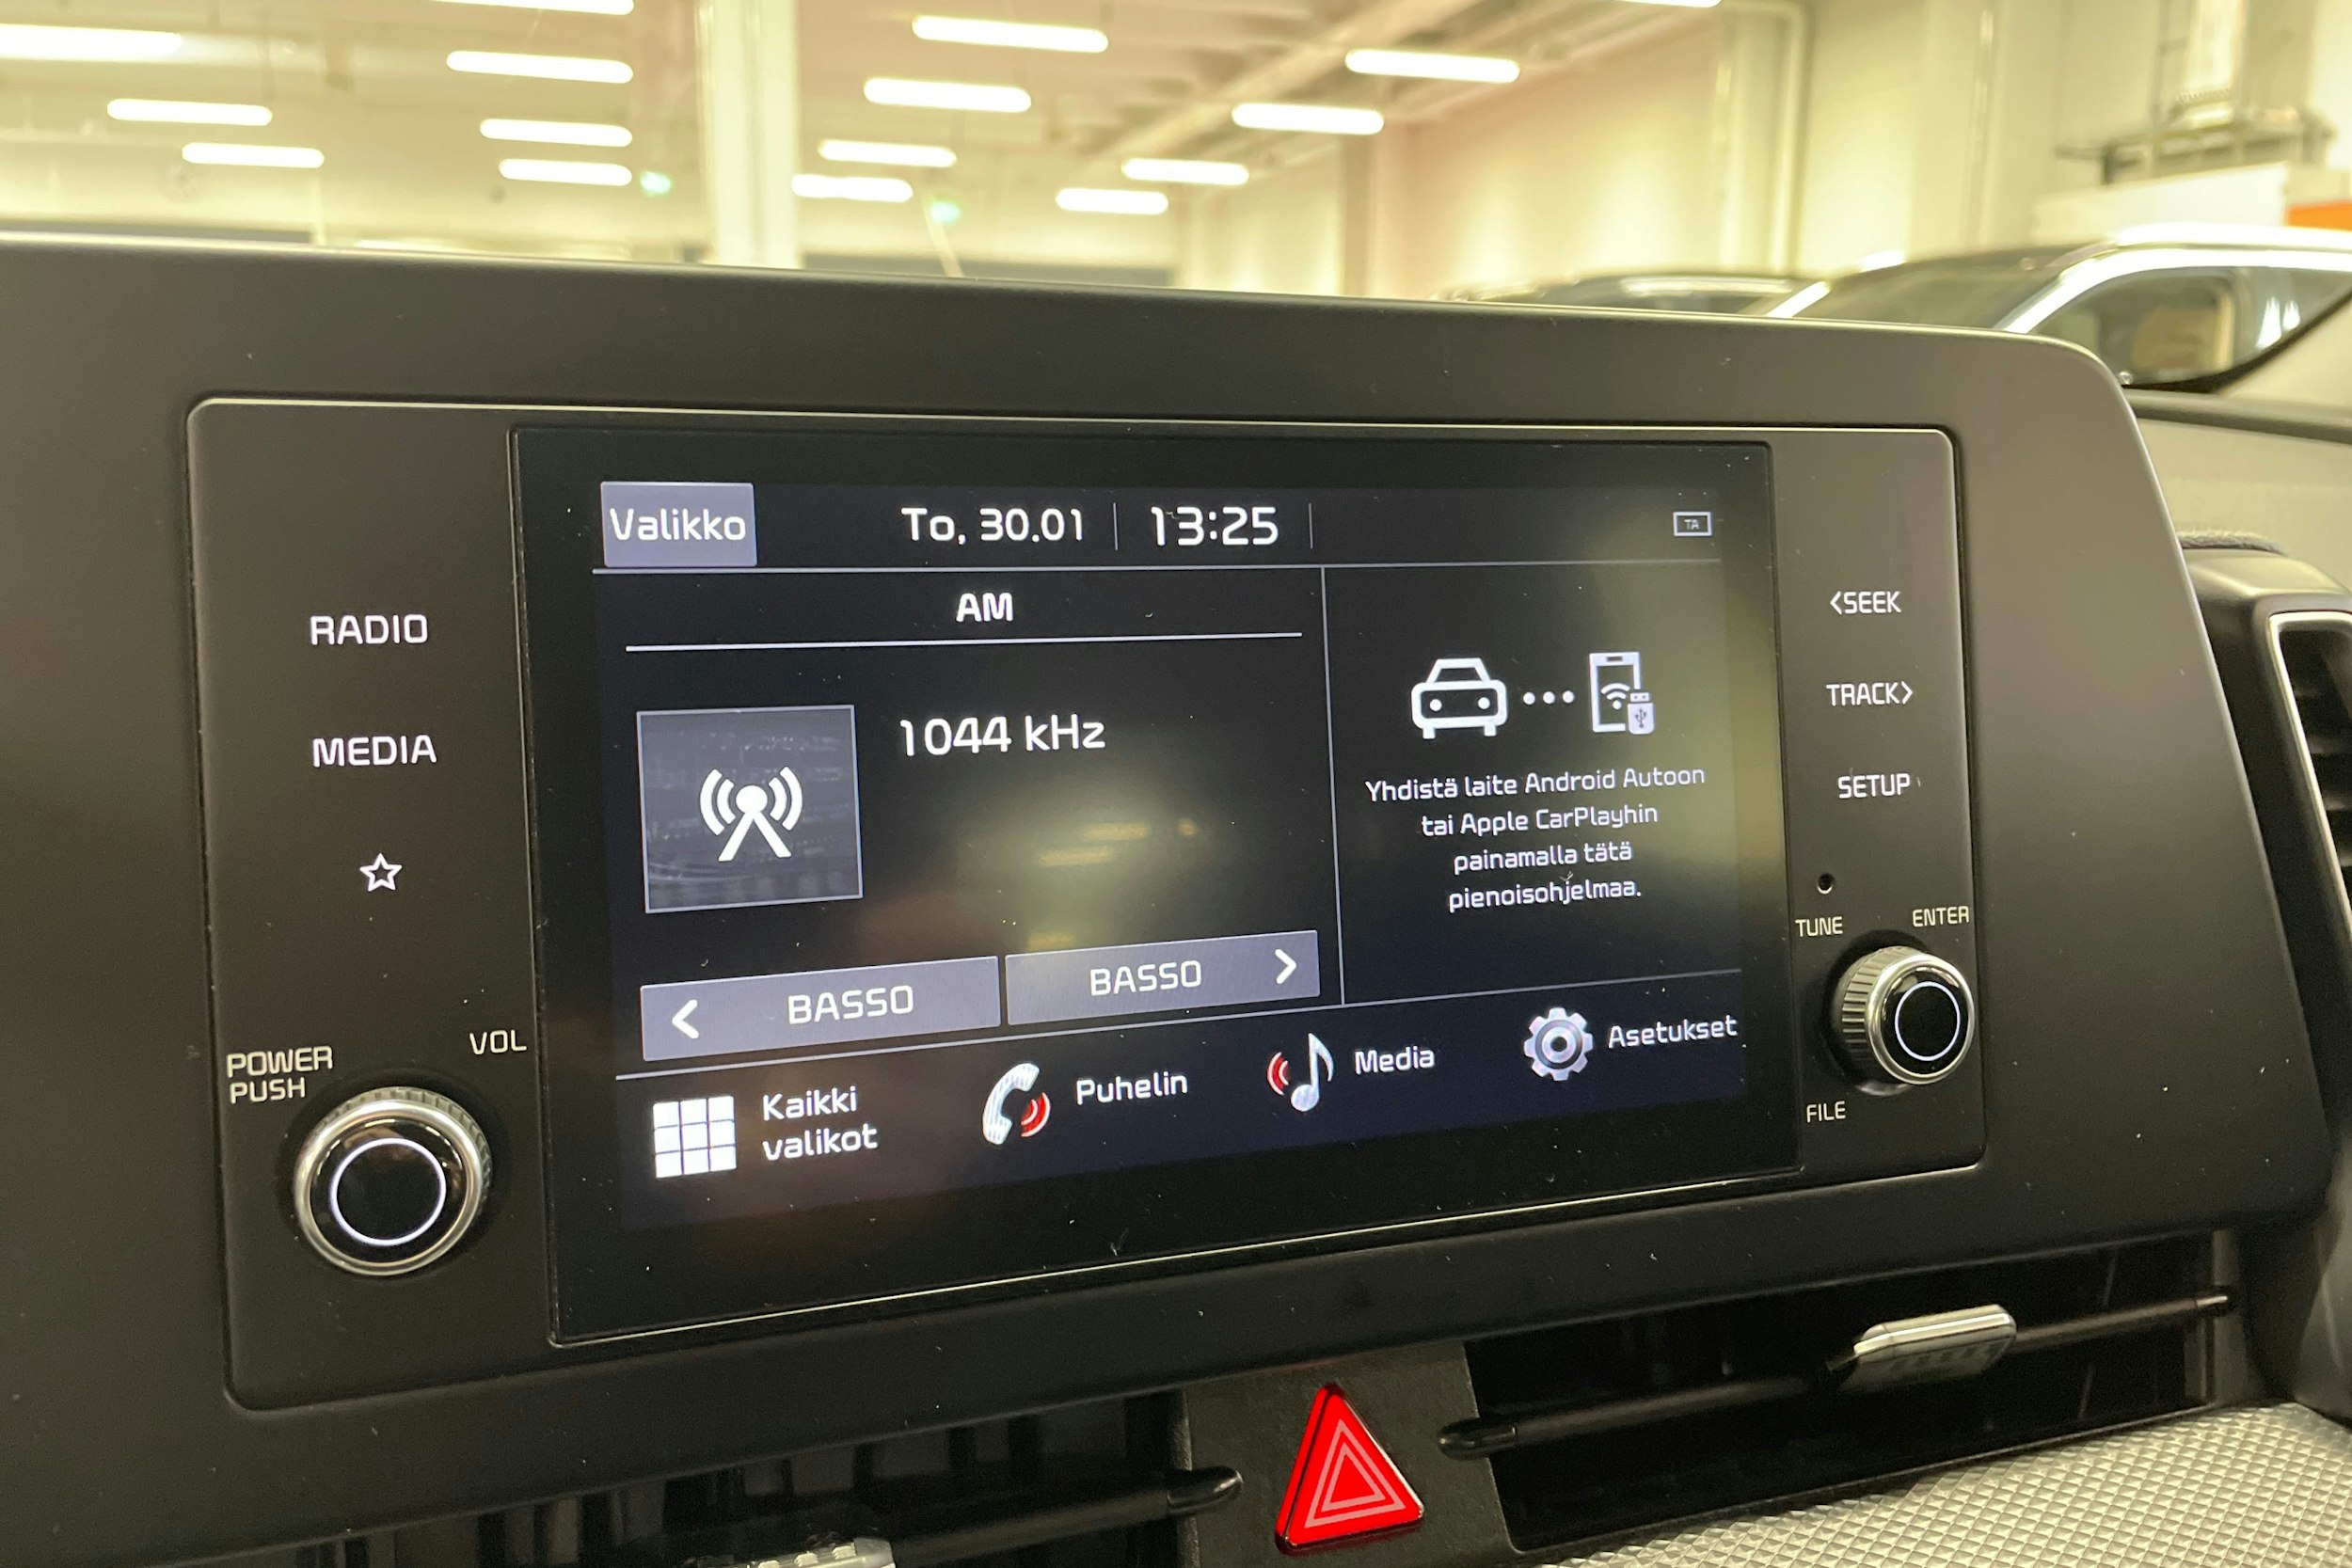 Valikko
To, 30.01
13:25
TA
AM
1044 kHz
BASSO
BASSO
Yhdistä laite Android Autoon
tai Apple CarPlayhin
painamalla tätä
pienoisohjelmaa.
Kaikki
valikot
Puhelin
Media
Asetukset
RADIO
MEDIA
POWER
PUSH
VOL
<SEEK
TRACK>
SETUP
TUNE
ENTER
FILE